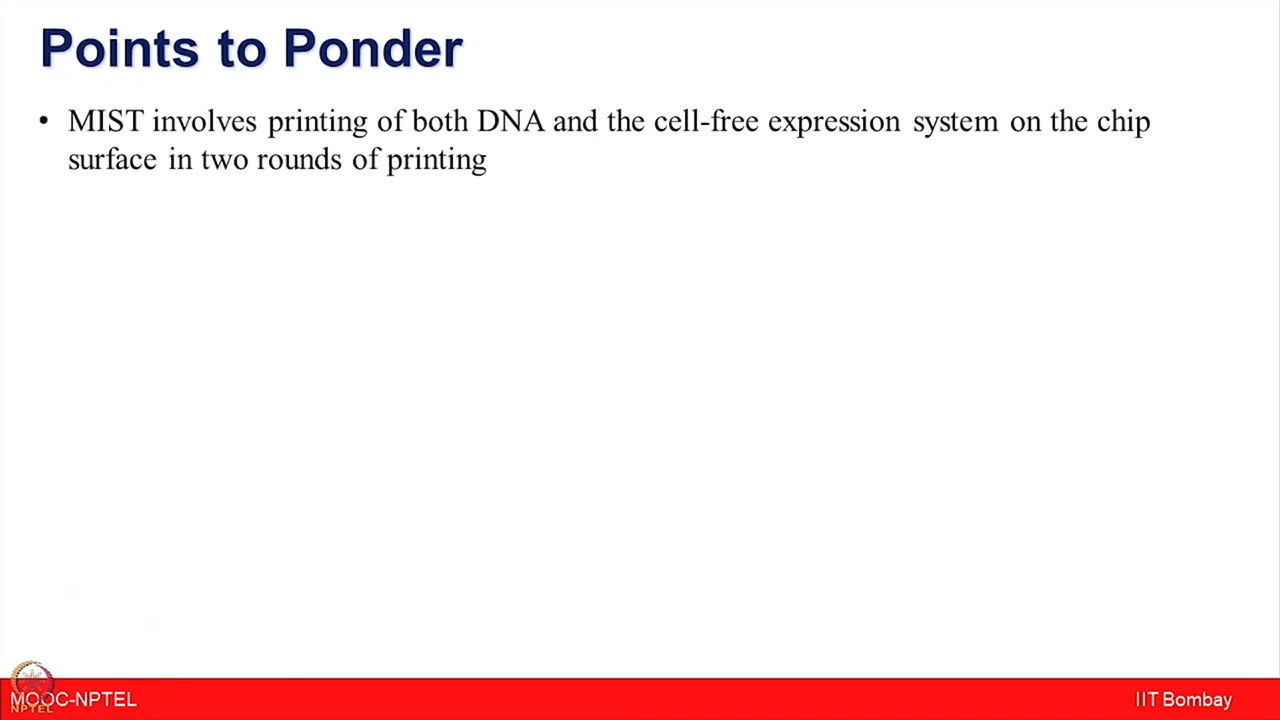 Points to Ponder
• MIST involves printing of both DNA and the cell-free expression system on the chip
surface in two rounds of printing
MOOC-NPTEL
NPTEL
IIT Bombay